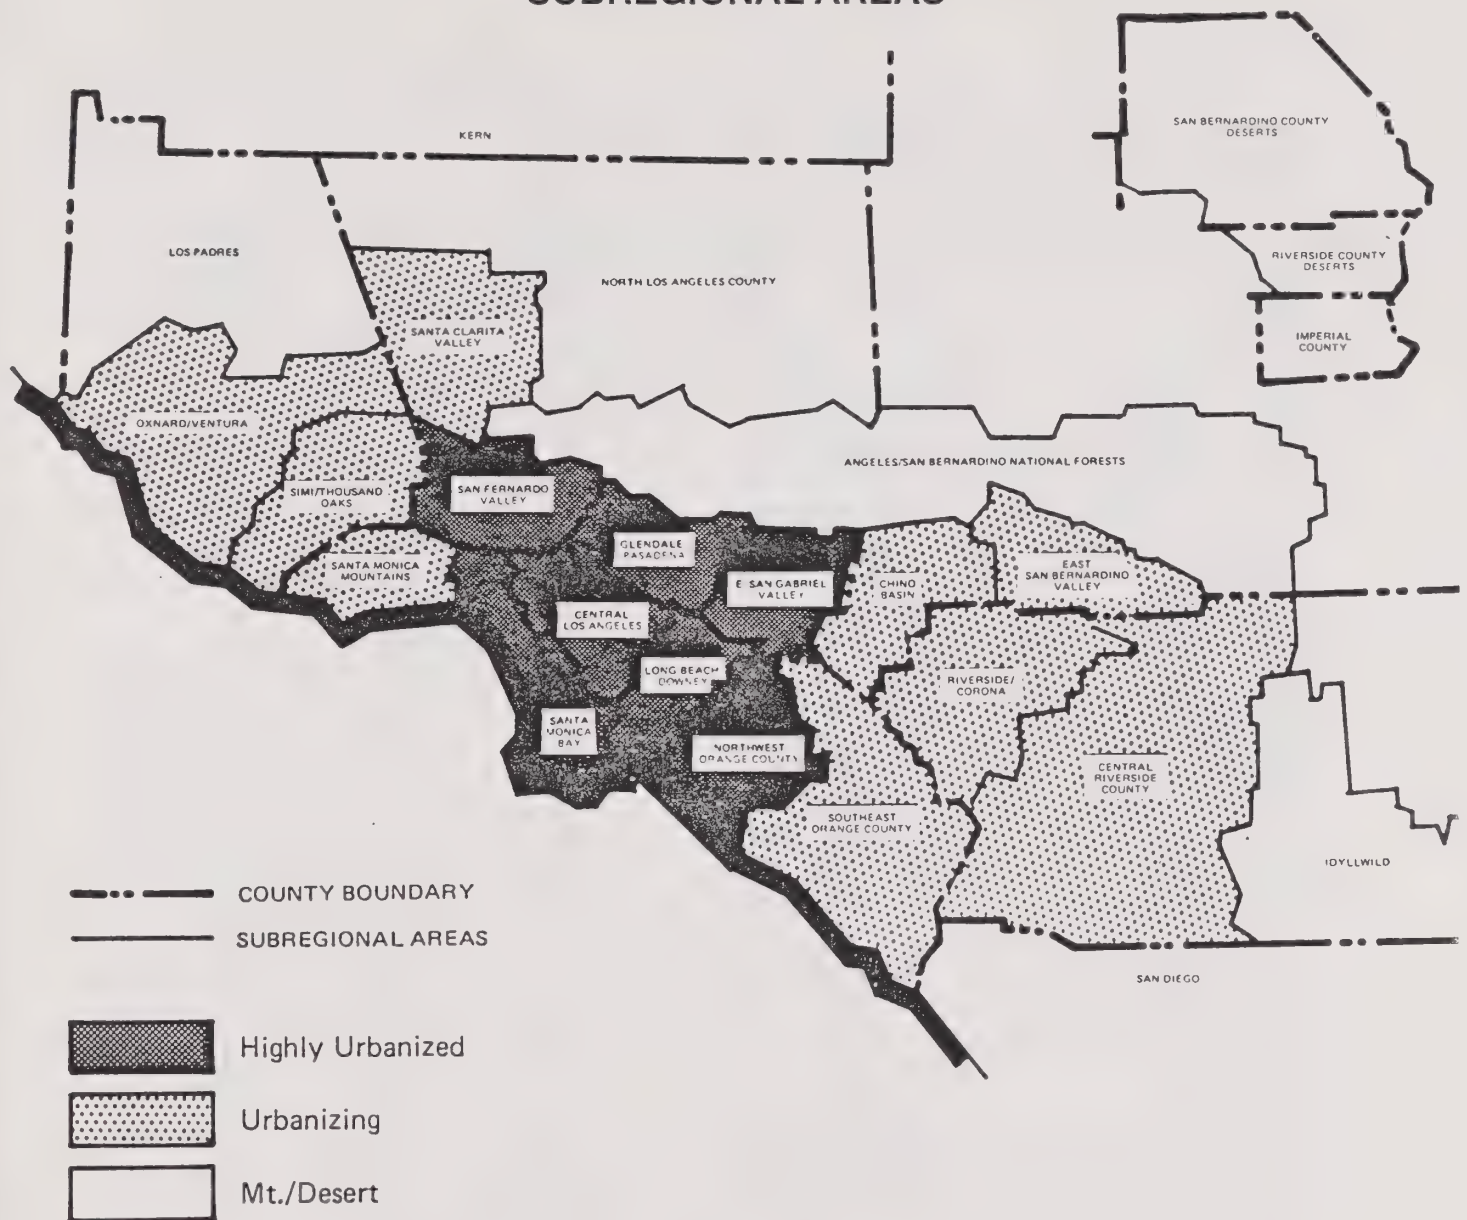 SUBREGIONAL AREAS
KERN
SAN BERNARDINO COUNTY
DESERTS
LOS PADRES
NORTH LOS ANGELES COUNTY
RIVERSIDE COUNTY
DESERTS
SANTA CLARITA
VALLEY
IMPERIAL
COUNTY
OXNARD/VENTURA
ANGELES/SAN BERNARDINO NATIONAL FORESTS
SIMI/THOUSAND
OAKS
SAN FERNARDO
VALLEY
GLENDALE
PASADENA
SANTA MONICA
MOUNTAINS
E. SAN GABRIEL
VALLEY
CHINO
BASIN
EAST
SAN BERNARDINO
VALLEY
CENTRAL
LOS ANGELES
LONG BEACH
DOWNEY
RIVERSIDE/
CORONA
SANTA
MONICA
BAY
NORTHWEST
ORANGE COUNTY
CENTRAL
RIVERSIDE
COUNTY
SOUTHEAST
ORANGE COUNTY
IDYLLWILD
SAN DIEGO
COUNTY BOUNDARY
SUBREGIONAL AREAS
Highly Urbanized
Urbanizing
Mt./Desert